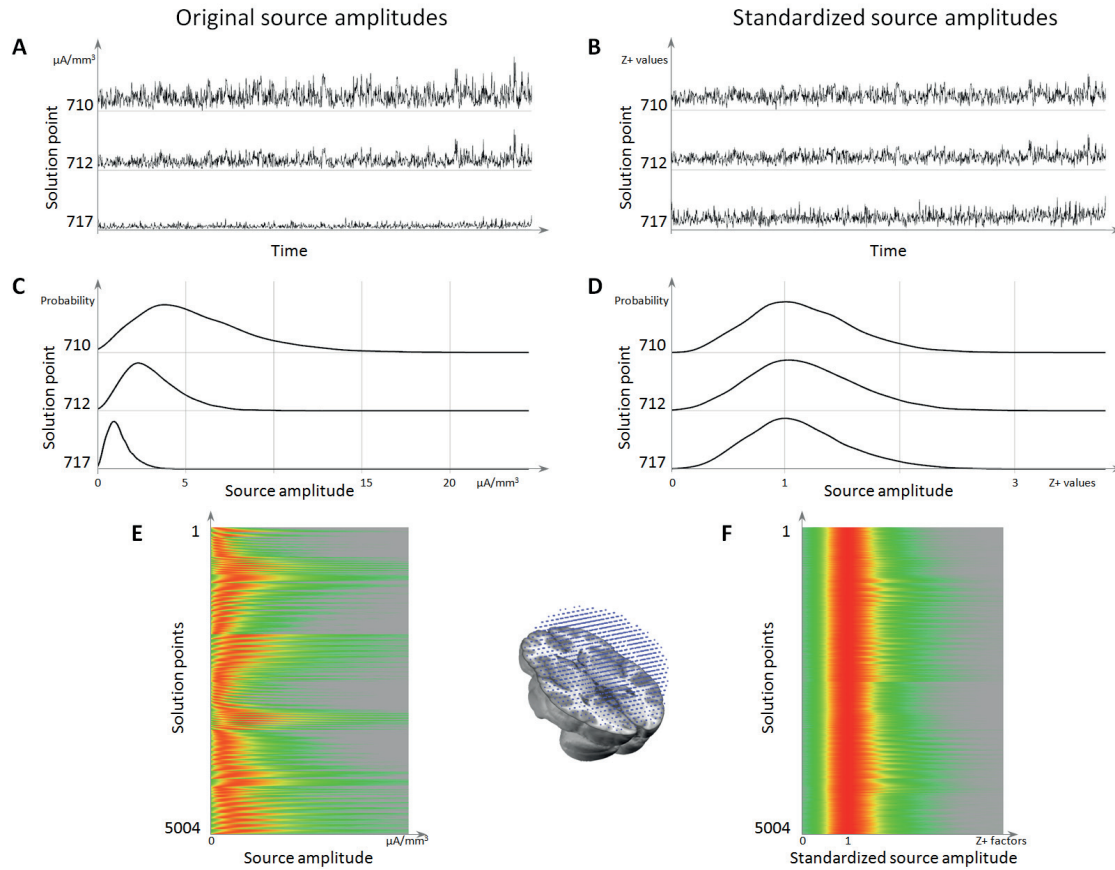 Original source amplitudes
Standardized source amplitudes
A
µA/mm³
Solution point
710
712
717
Time
B
Z+ values
Solution point
710
712
717
Time
C
Probability
Solution point
710
712
717
0 5 15 20 µA/mm³
Source amplitude
D
Probability
Solution point
710
712
717
0 1 3 Z+ values
Source amplitude
E
1
Solution points
5004
0 µA/mm³
Source amplitude
F
1
Solution points
5004
0 1 Z+ factors
Standardized source amplitude